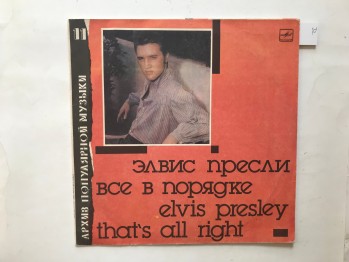 11
АРХИВ ПОПУЛЯРНОЙ МУЗЫКИ
элвис пресли
все в порядке
elvis presley
that's all right